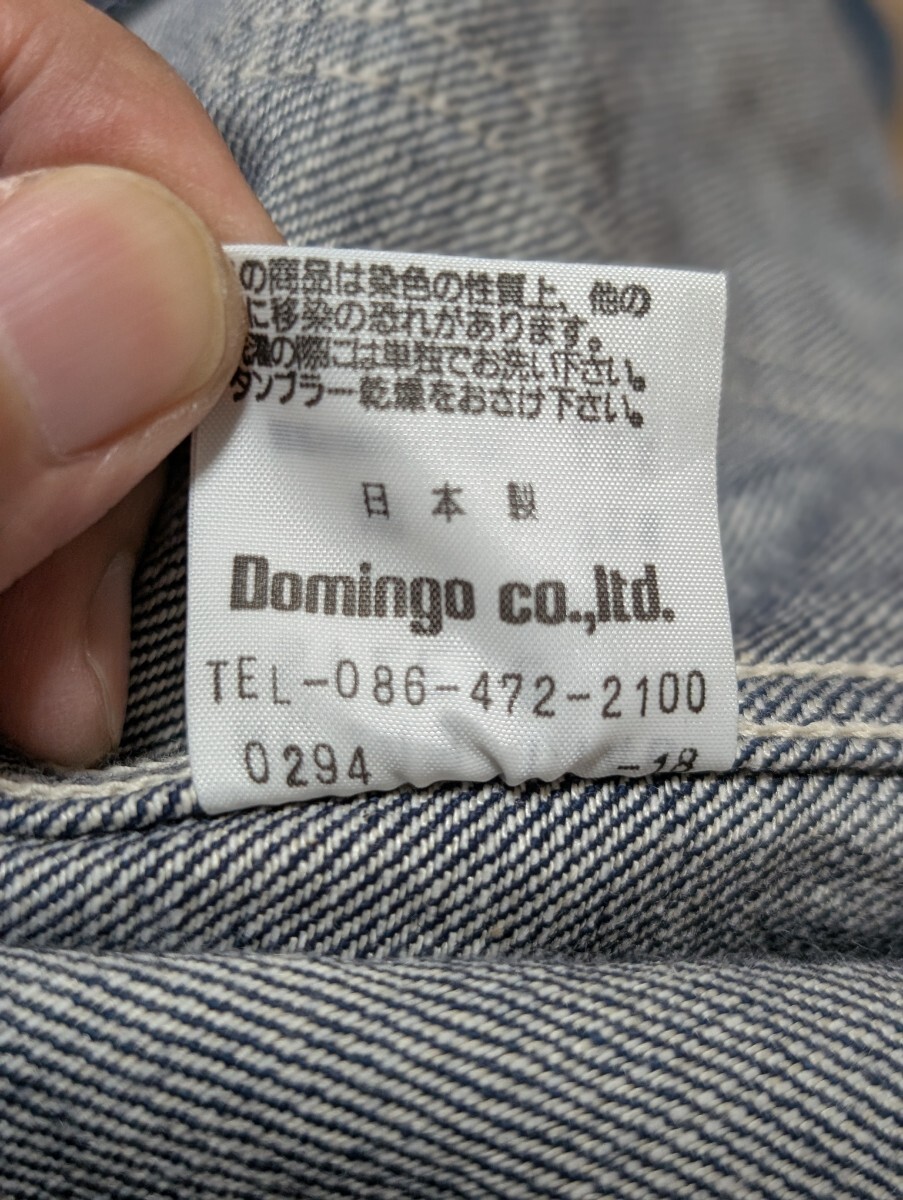 の商品は染色の性質上、他の
に移染の恐れがあります。
濯の際には単独でお洗い下さい。
タンブラー乾燥をおさけ下さい。
日本製
Domingo co.,ltd.
TEL-086-472-2100
0294 -18